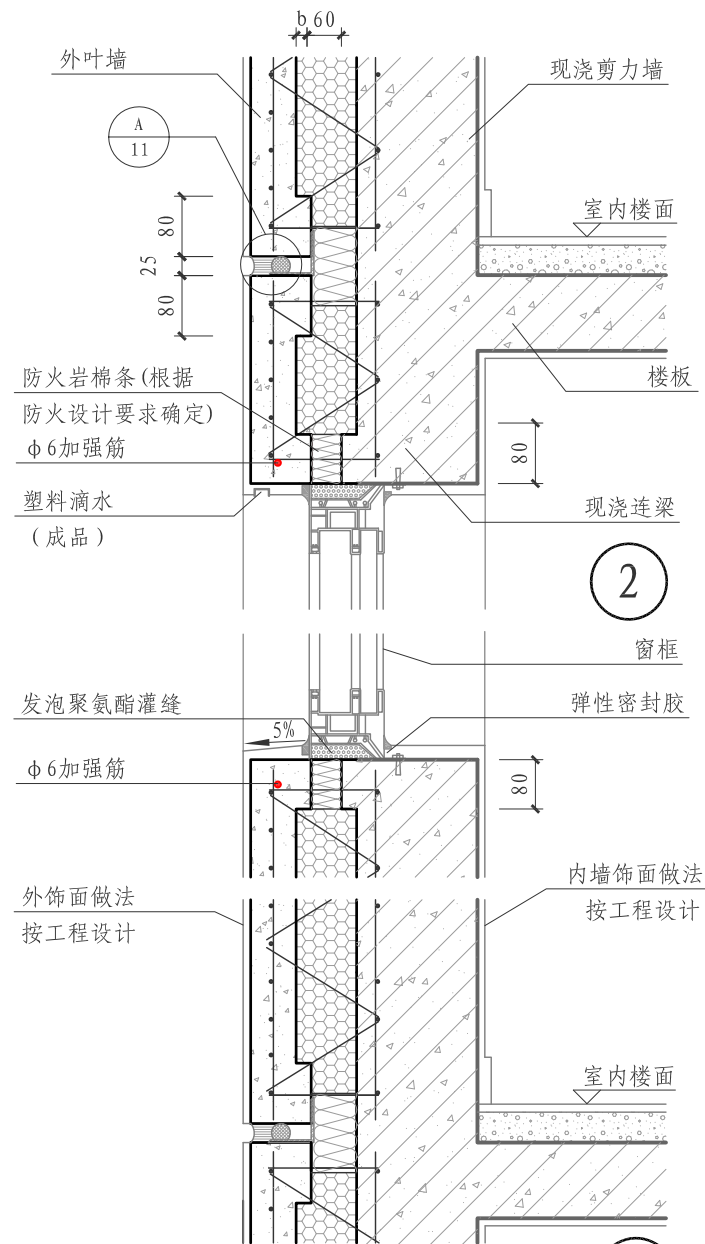 b 60
外叶墙
现浇剪力墙
A
11
室内楼面
80
25
80
防火岩棉条(根据
防火设计要求确定)
楼板
ϕ6加强筋
80
塑料滴水
(成品)
现浇连梁
2
窗框
发泡聚氨酯灌缝
弹性密封胶
5%
ϕ6加强筋
80
外饰面做法
按工程设计
内墙饰面做法
按工程设计
室内楼面